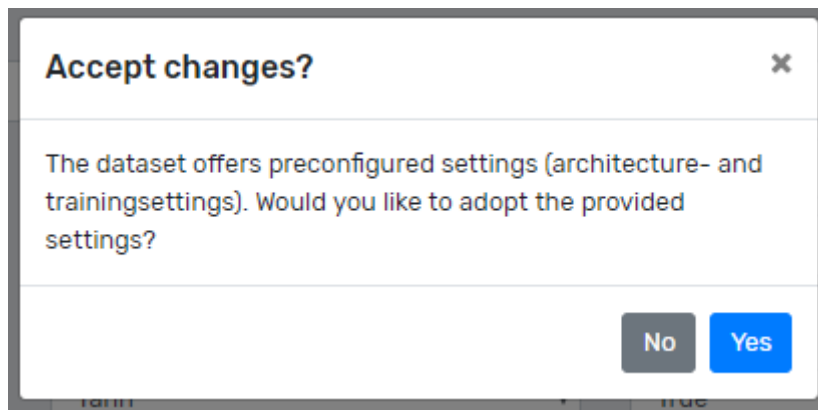 Accept changes?
×
The dataset offers preconfigured settings (architecture- and
trainingsettings). Would you like to adopt the provided
settings?
No Yes